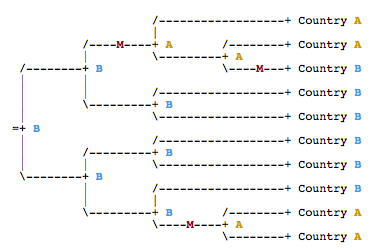 /------------------+ Country A
|
/----M----+ A /--------+ Country A
| \---------+ A
/---------+ B \----M---+ Country B
| |
| | /------------------+ Country B
| \---------+ B
| \------------------+ Country B
=+ B
| /------------------+ Country B
| /---------+ B
| | \------------------+ Country B
\---------+ B
| /------------------+ Country B
| |
\---------+ B /--------+ Country A
\----M----+ A
\--------+ Country A